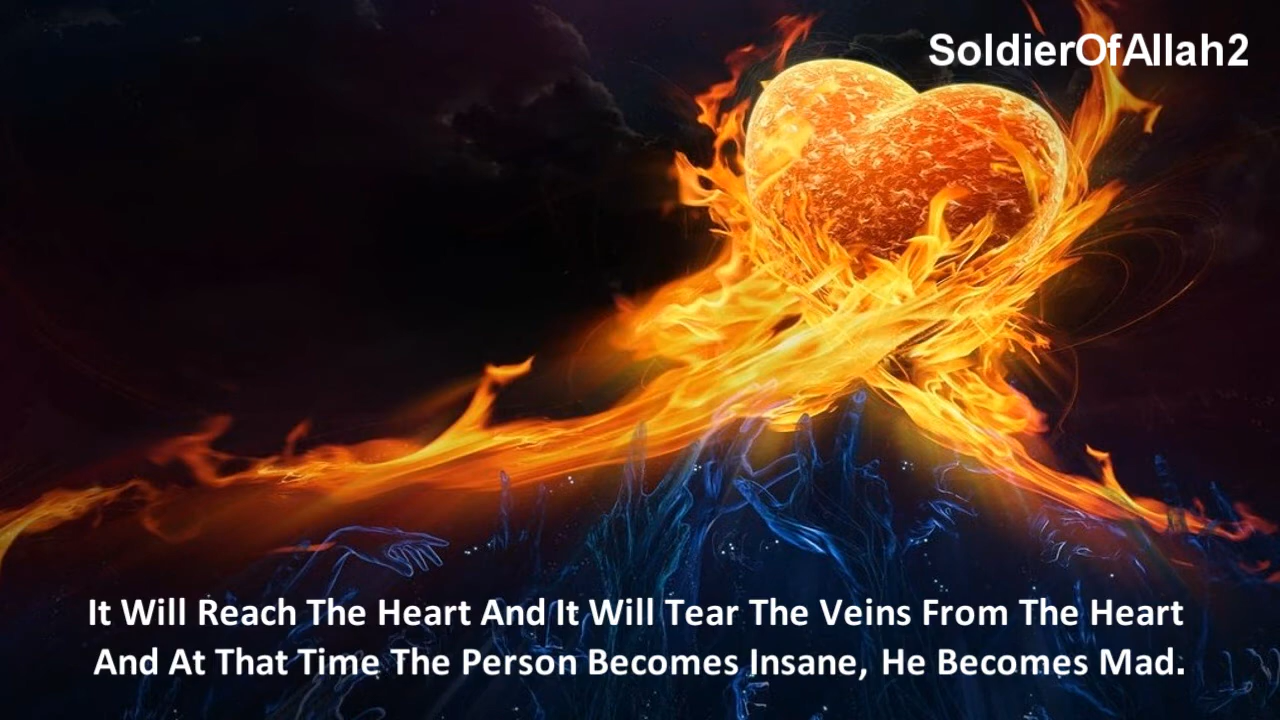 SoldierOfAllah2
It Will Reach The Heart And It Will Tear The Veins From The Heart
And At That Time The Person Becomes Insane, He Becomes Mad.